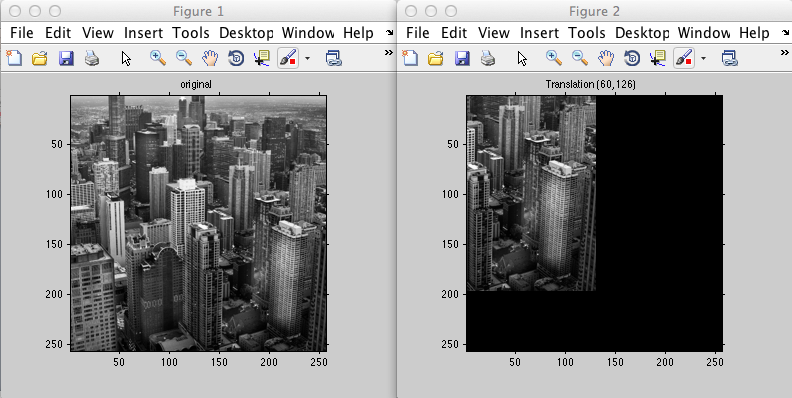 Figure 1
File Edit View Insert Tools Desktop Window Help
original
50
100
150
200
250
50 100 150 200 250
Figure 2
File Edit View Insert Tools Desktop Window Help
Translation (60,126)
50
100
150
200
250
50 100 150 200 250